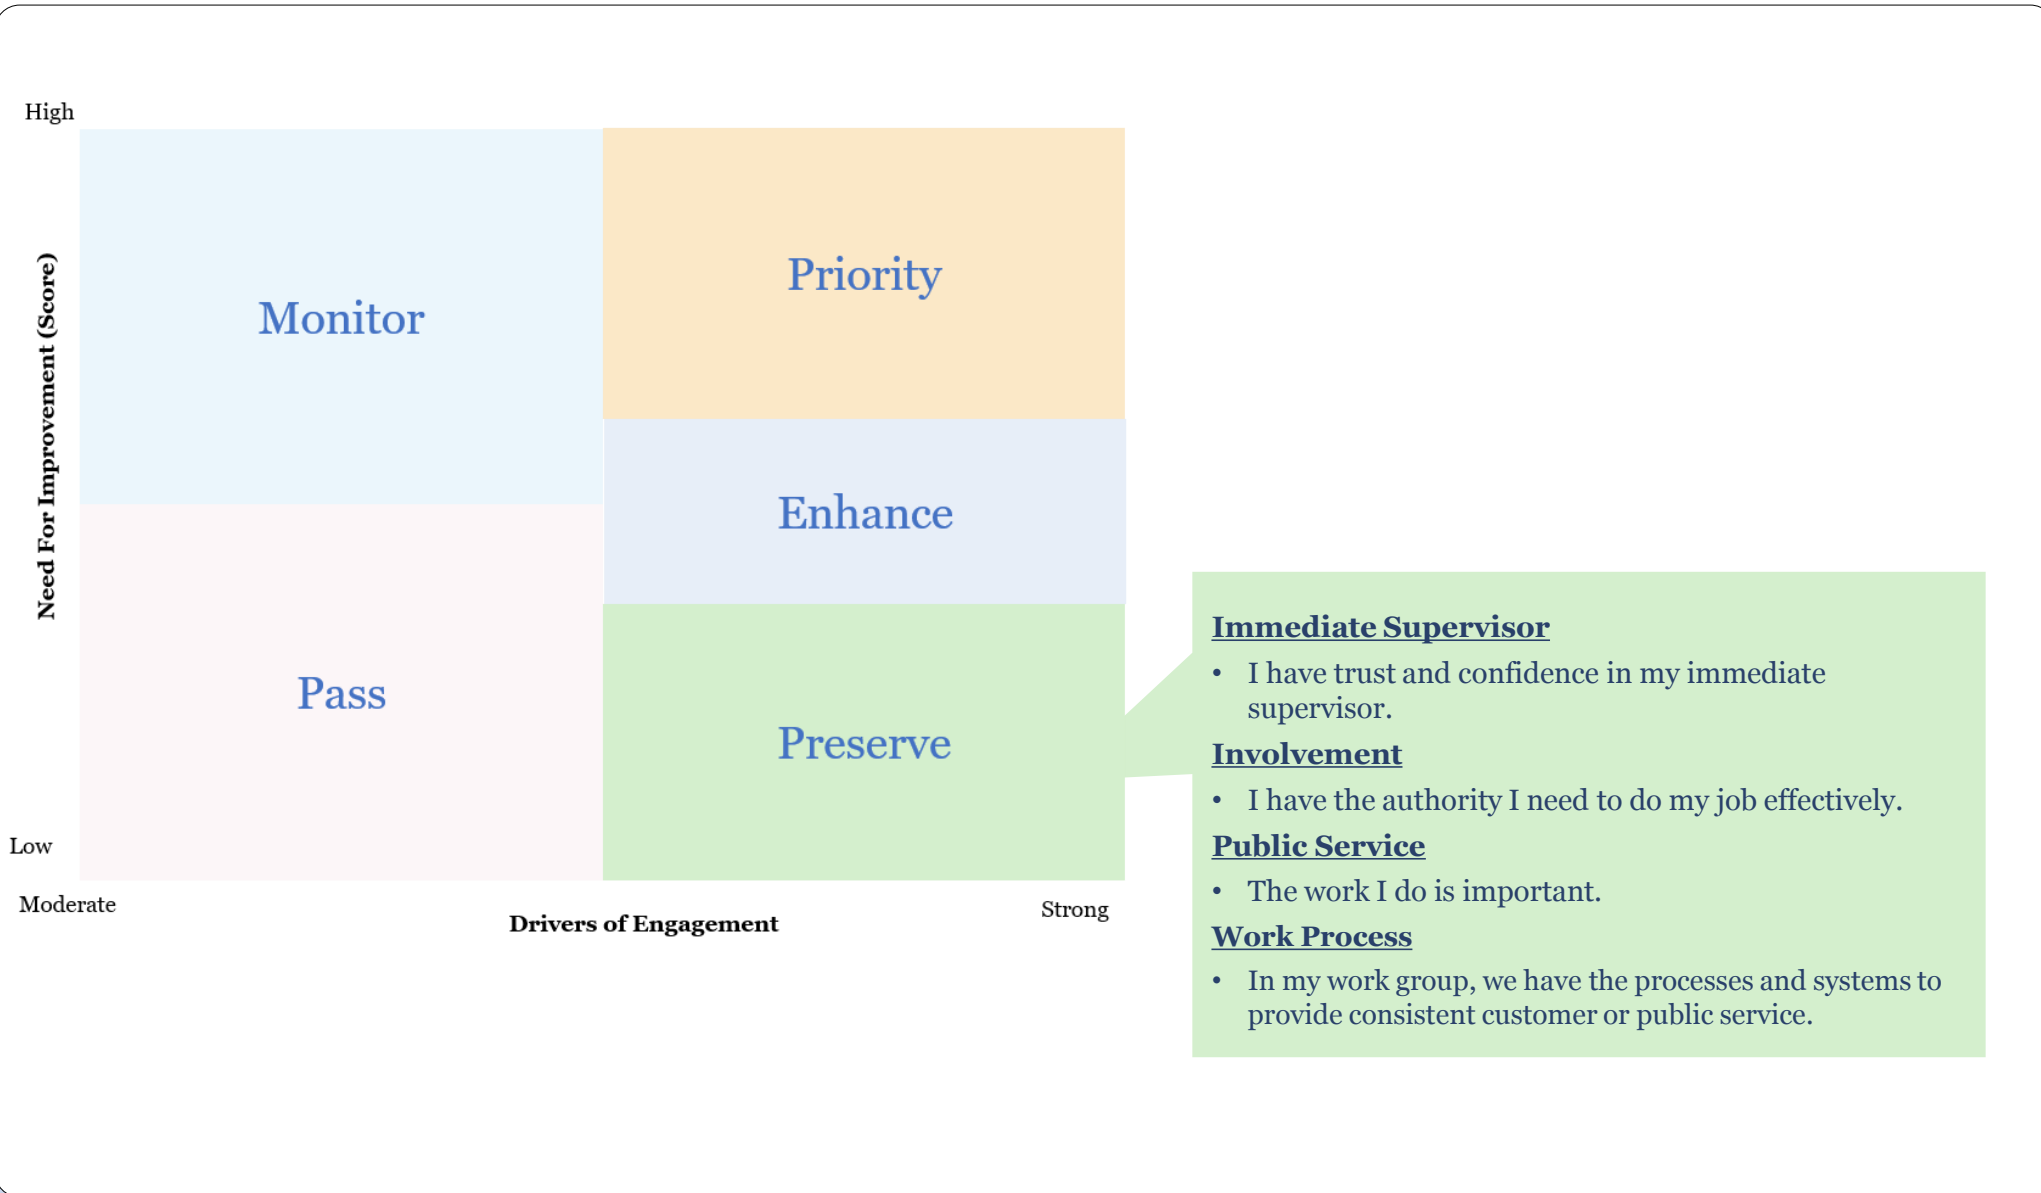 High
Need For Improvement (Score)
Monitor
Priority
Enhance
Pass
Preserve
Low
Moderate
Drivers of Engagement
Strong
Immediate Supervisor
• I have trust and confidence in my immediate
supervisor.
Involvement
• I have the authority I need to do my job effectively.
Public Service
• The work I do is important.
Work Process
• In my work group, we have the processes and systems to
provide consistent customer or public service.